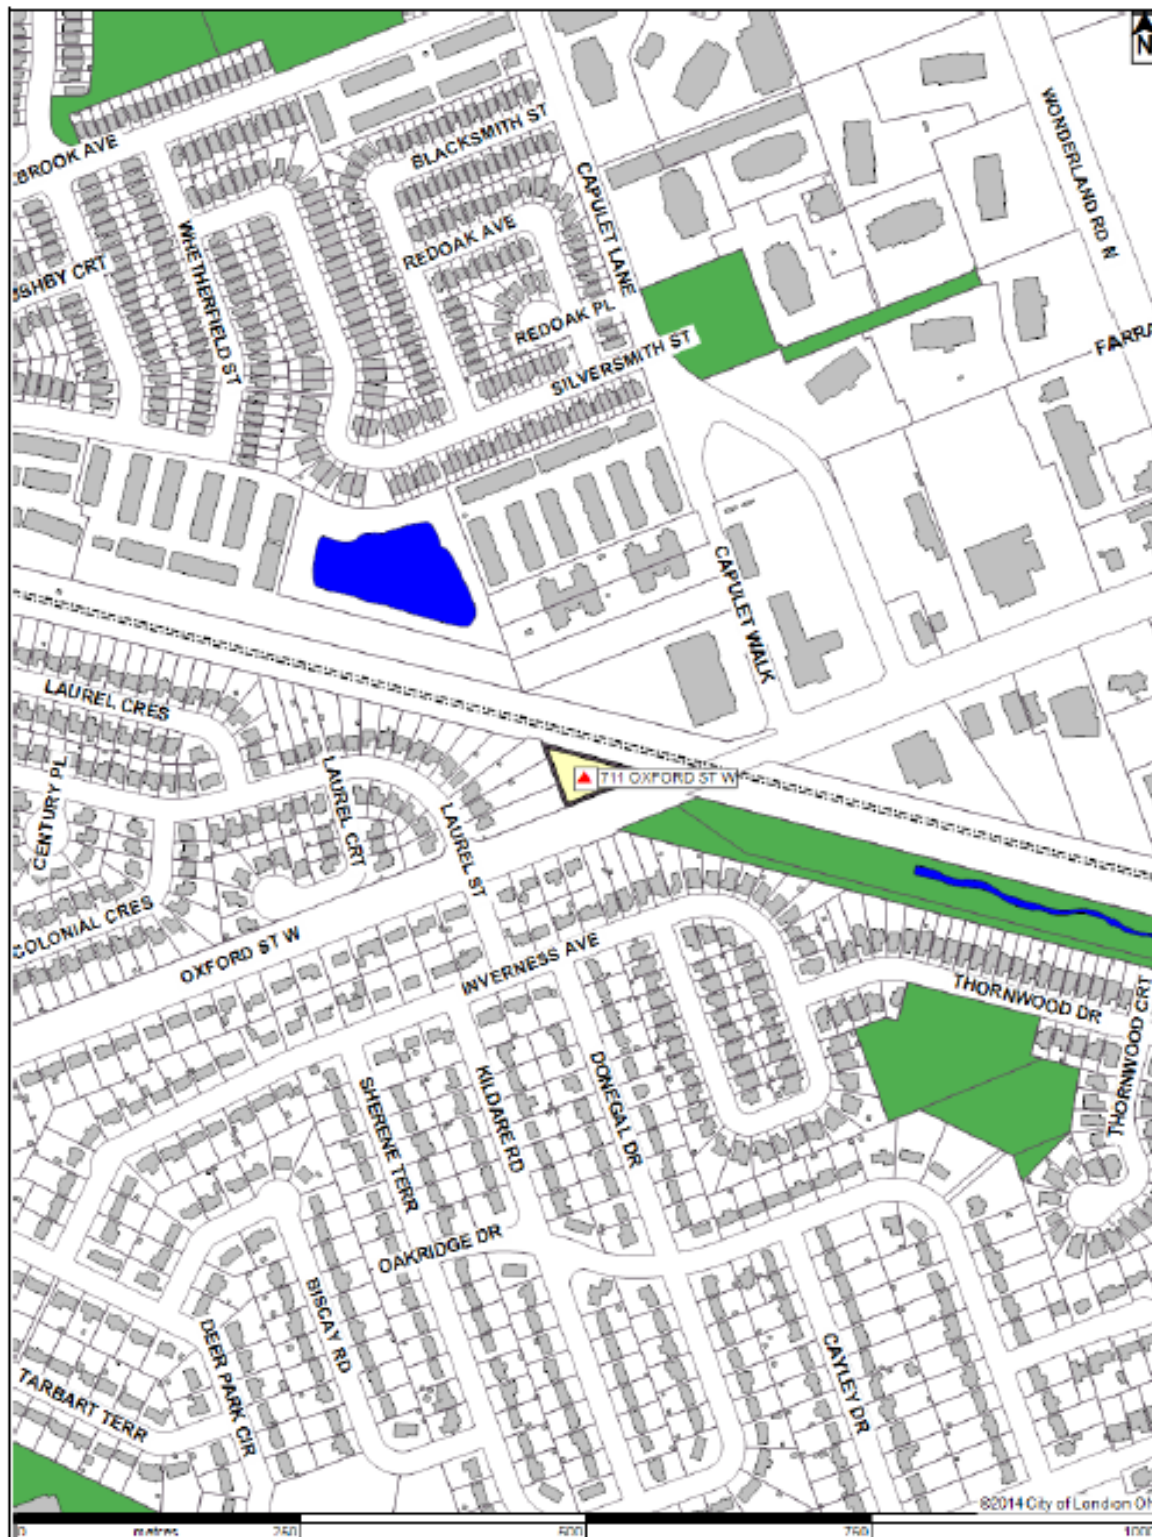 N
WONDERLAND RD N
BLACKSMITH ST
BROOK AVE
CAPULET LANE
REDOAK AVE
WHETHERFIELD ST
SHBY CRT
REDOAK PL
SILVERSMITH ST
FARRA
CAPULET WALK
LAUREL CRES
711 OXFORD ST W
CENTURY PL
LAUREL CRT
LAUREL ST
COLONIAL CRES
OXFORD ST W
INVERNESS AVE
THORNWOOD DR
THORNWOOD CRT
SHERENE TERR
KILDARE RD
DONEGAL DR
OAKRIDGE DR
BISCAY RD
DEER PARK CIR
CAYLEY DR
TARBART TERR
©2014 City of London ON
0 metres 250 500 750 1000